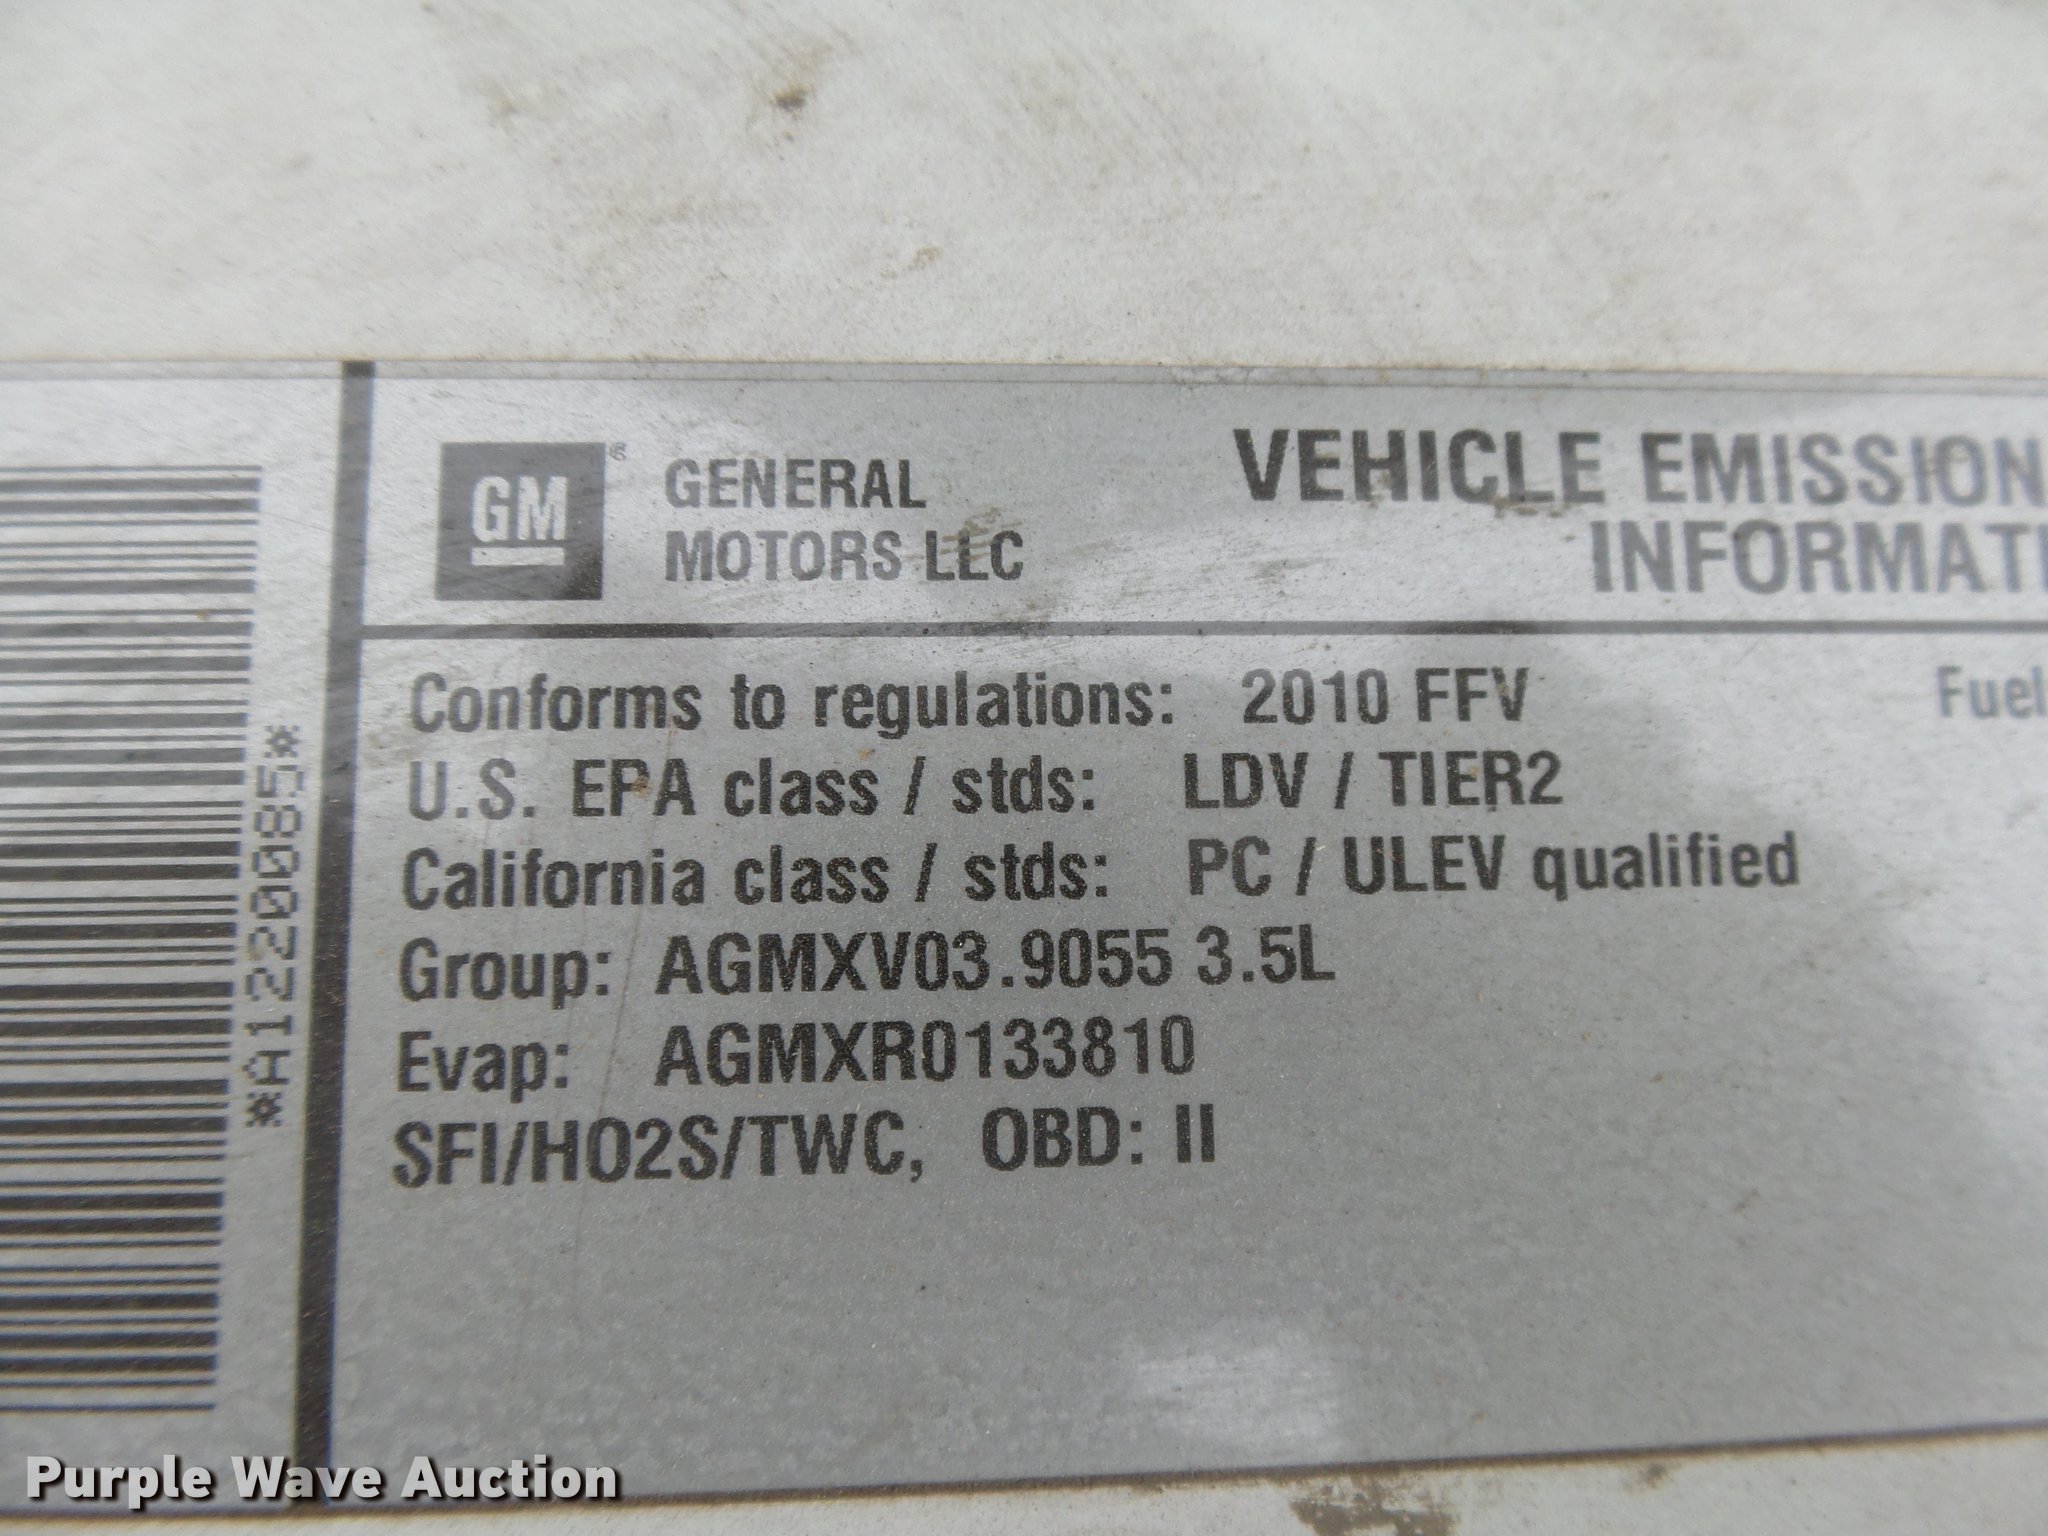 *A1220085*
GM
GENERAL
MOTORS LLC
VEHICLE EMISSION
INFORMATI
Conforms to regulations: 2010 FFV
Fuel
U.S. EPA class / stds: LDV / TIER2
California class / stds: PC / ULEV qualified
Group: AGMXV03.9055 3.5L
Evap: AGMXR0133810
SFI/HO2S/TWC, OBD: II
Purple Wave Auction